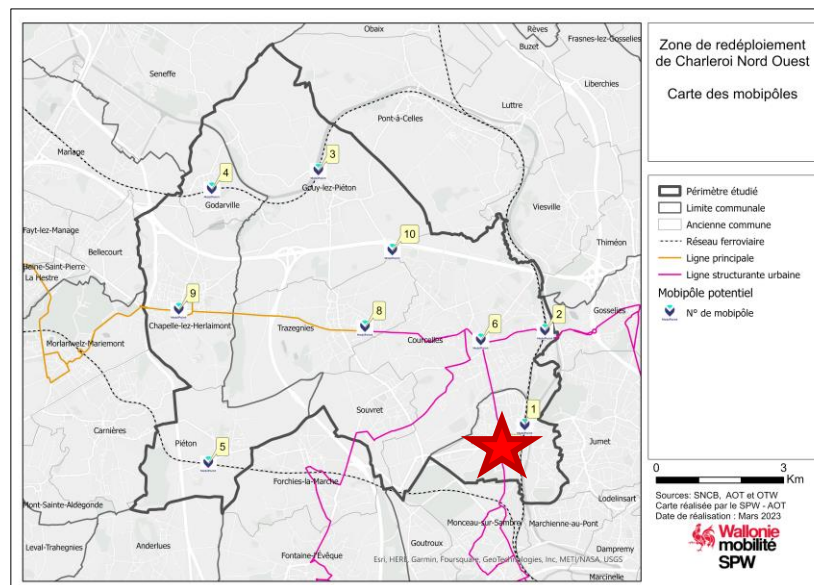 Zone de redéploiement
de Charleroi Nord Ouest
Carte des mobipôles
Périmètre étudié
Limite communale
Ancienne commune
Réseau ferroviaire
Ligne principale
Ligne structurante urbaine
Mobipôle potentiel
N° de mobipôle
0 3
Km
Sources: SNCB, AOT et OTW
Carte réalisée par le SPW - AOT
Date de réalisation : Mars 2023
Wallonie
mobilité
SPW
Obaix
Rèves
Buzet
Frasnes-lez-Gosselies
Seneffe
Liberchies
Luttre
Pont-à-Celles
Manage
3
4
Gouy-lez-Piéton
Godarville
Viesville
Fayt-lez-Manage
Bellecourt
10
Thiméon
Haine-Saint-Pierre
La Hestre
9
8
6
2
Gosselies
Chapelle-lez-Herlaimont
Trazegnies
Courcelles
Morlanwelz-Mariemont
Souvret
1
Carnières
Piéton
5
Jumet
Forchies-la-Marche
Mont-Sainte-Aldegonde
Lodelinsart
Monceau-sur-Sambre
Marchienne-au-Pont
Leval-Trahegnies
Anderlues
Goutroux
Dampremy
Fontaine-l'Evêque
Esri, HERE, Garmin, Foursquare, GeoTechnologies, Inc, METI/NASA, USGS
Marcinelle